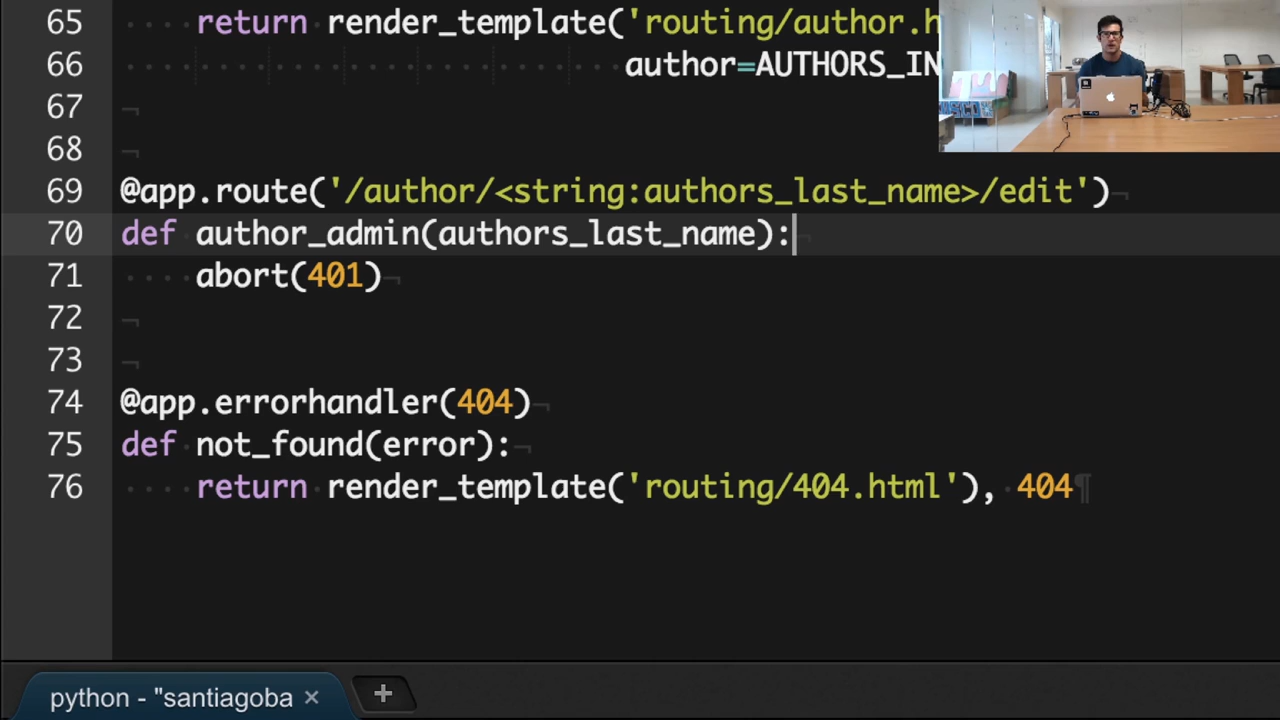 65 return render_template('routing/author.h
66 author=AUTHORS_IN
67
68
69 @app.route('/author/<string:authors_last_name>/edit')
70 def author_admin(authors_last_name):
71 abort(401)
72
73
74 @app.errorhandler(404)
75 def not_found(error):
76 return render_template('routing/404.html'), 404
python - "santiagoba × +